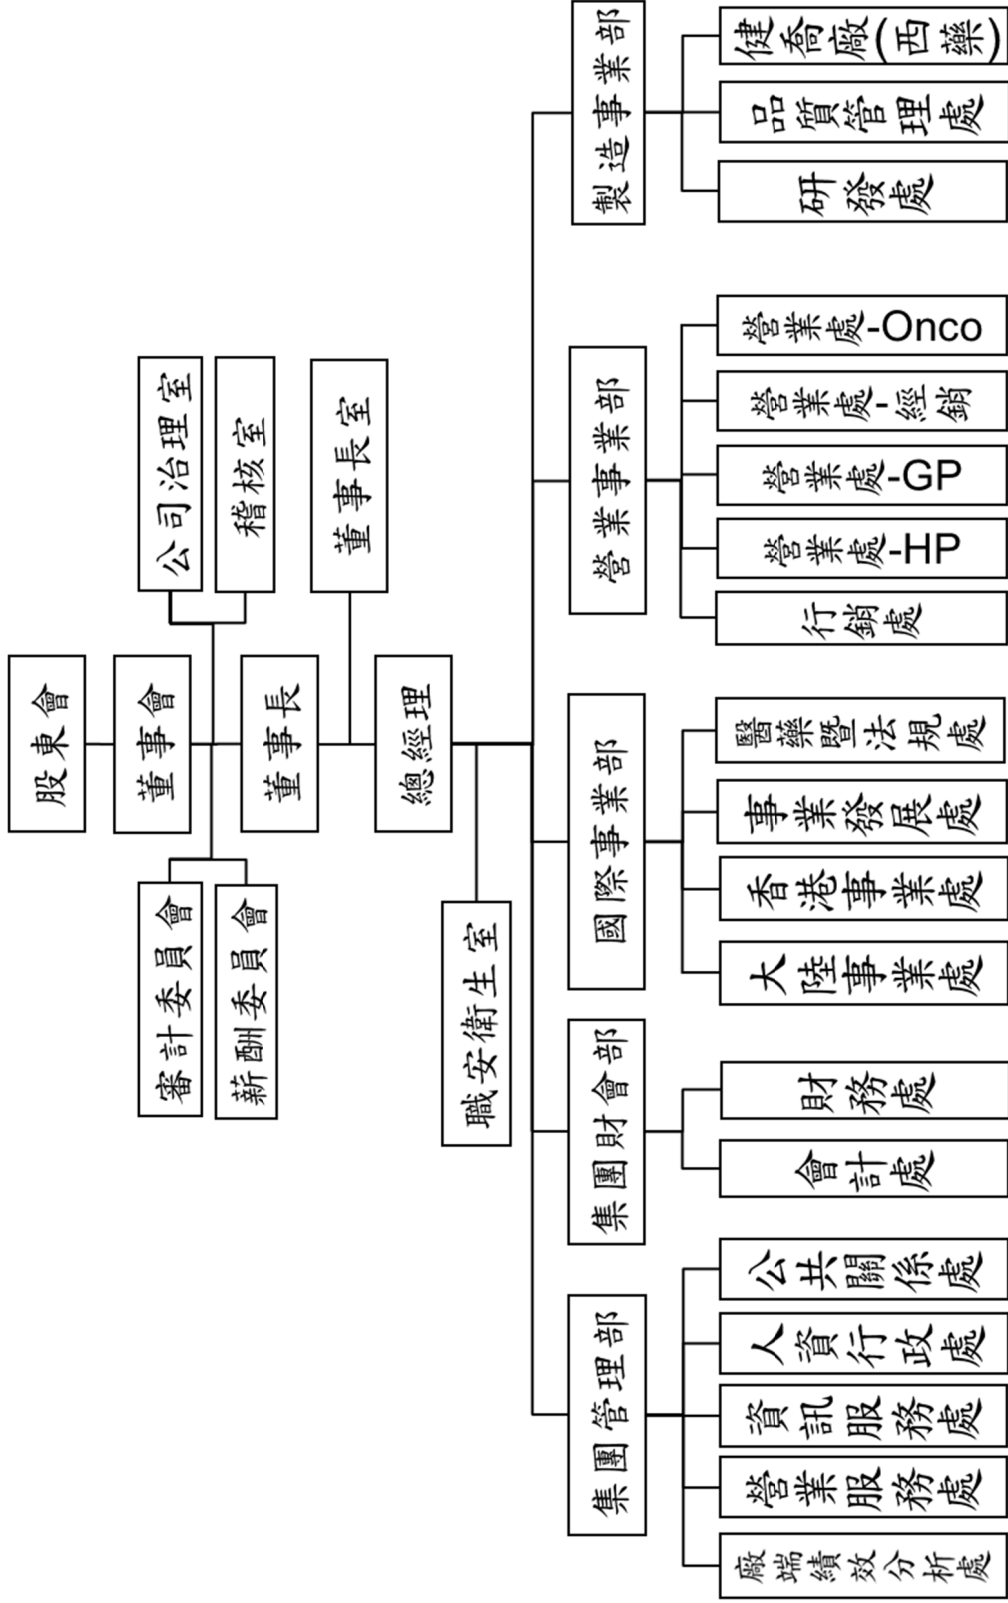 股東會
董事會
審計委員會
薪酬委員會
公司治理室
稽核室
董事長
董事長室
總經理
職安衛生室
集團管理部
集團財會部
國際事業部
營業事業部
製造事業部
廠端績效分析處
營業服務處
資訊服務處
人資行政處
公共關係處
會計處
財務處
大陸事業處
香港事業處
事業發展處
醫藥暨法規處
行銷處
營業處-HP
營業處-GP
營業處-經銷
營業處-Onco
研發處
品質管理處
健喬廠(西藥)